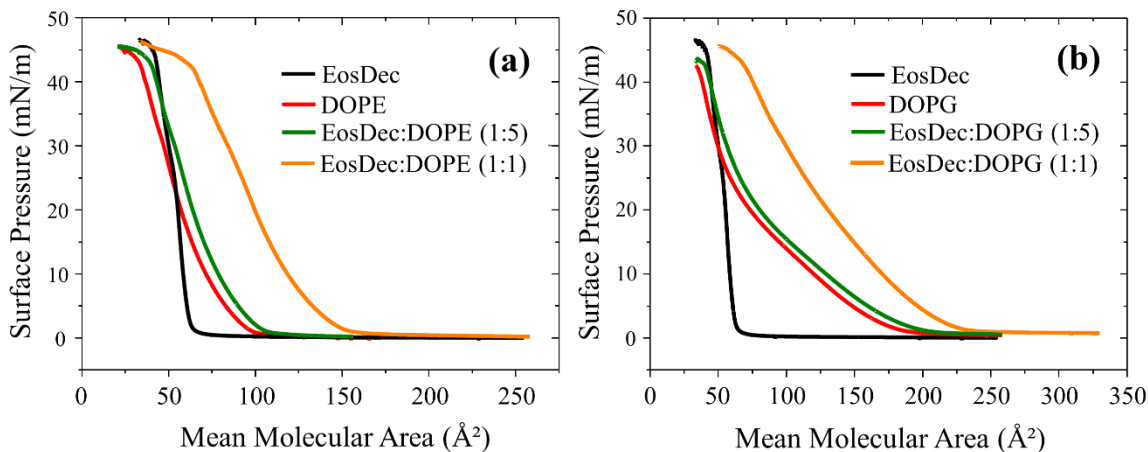 (a)
EosDec
DOPE
EosDec:DOPE (1:5)
EosDec:DOPE (1:1)
Surface Pressure (mN/m)
50
40
30
20
10
0
0
50
100
150
200
250
Mean Molecular Area (Å²)
(b)
EosDec
DOPG
EosDec:DOPG (1:5)
EosDec:DOPG (1:1)
Surface Pressure (mN/m)
50
40
30
20
10
0
0
50
100
150
200
250
300
350
Mean Molecular Area (Å²)